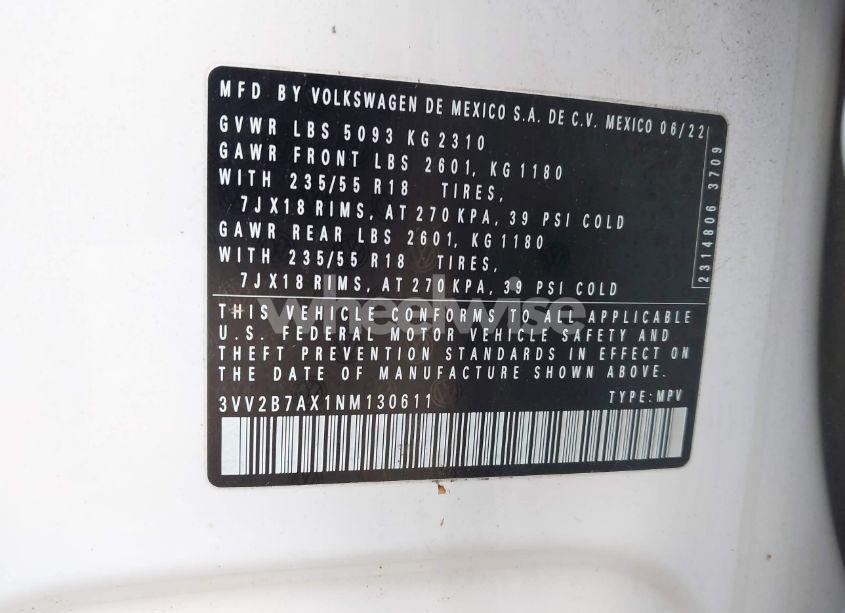 MFD BY VOLKSWAGEN DE MEXICO S.A. DE C.V. MEXICO 06/22
GVWR LBS 5093 KG 2310
GAWR FRONT LBS 2601, KG 1180
WITH 235/55 R18 TIRES,
7JX18 RIMS, AT 270 KPA, 39 PSI COLD
GAWR REAR LBS 2601, KG 1180
WITH 235/55 R18 TIRES,
7JX18 RIMS, AT 270 KPA, 39 PSI COLD
2314806 3709
wheelwise
THIS VEHICLE CONFORMS TO ALL APPLICABLE
U.S. FEDERAL MOTOR VEHICLE SAFETY AND
THEFT PREVENTION STANDARDS IN EFFECT ON
THE DATE OF MANUFACTURE SHOWN ABOVE.
3VV2B7AX1NM130611 TYPE:MPV